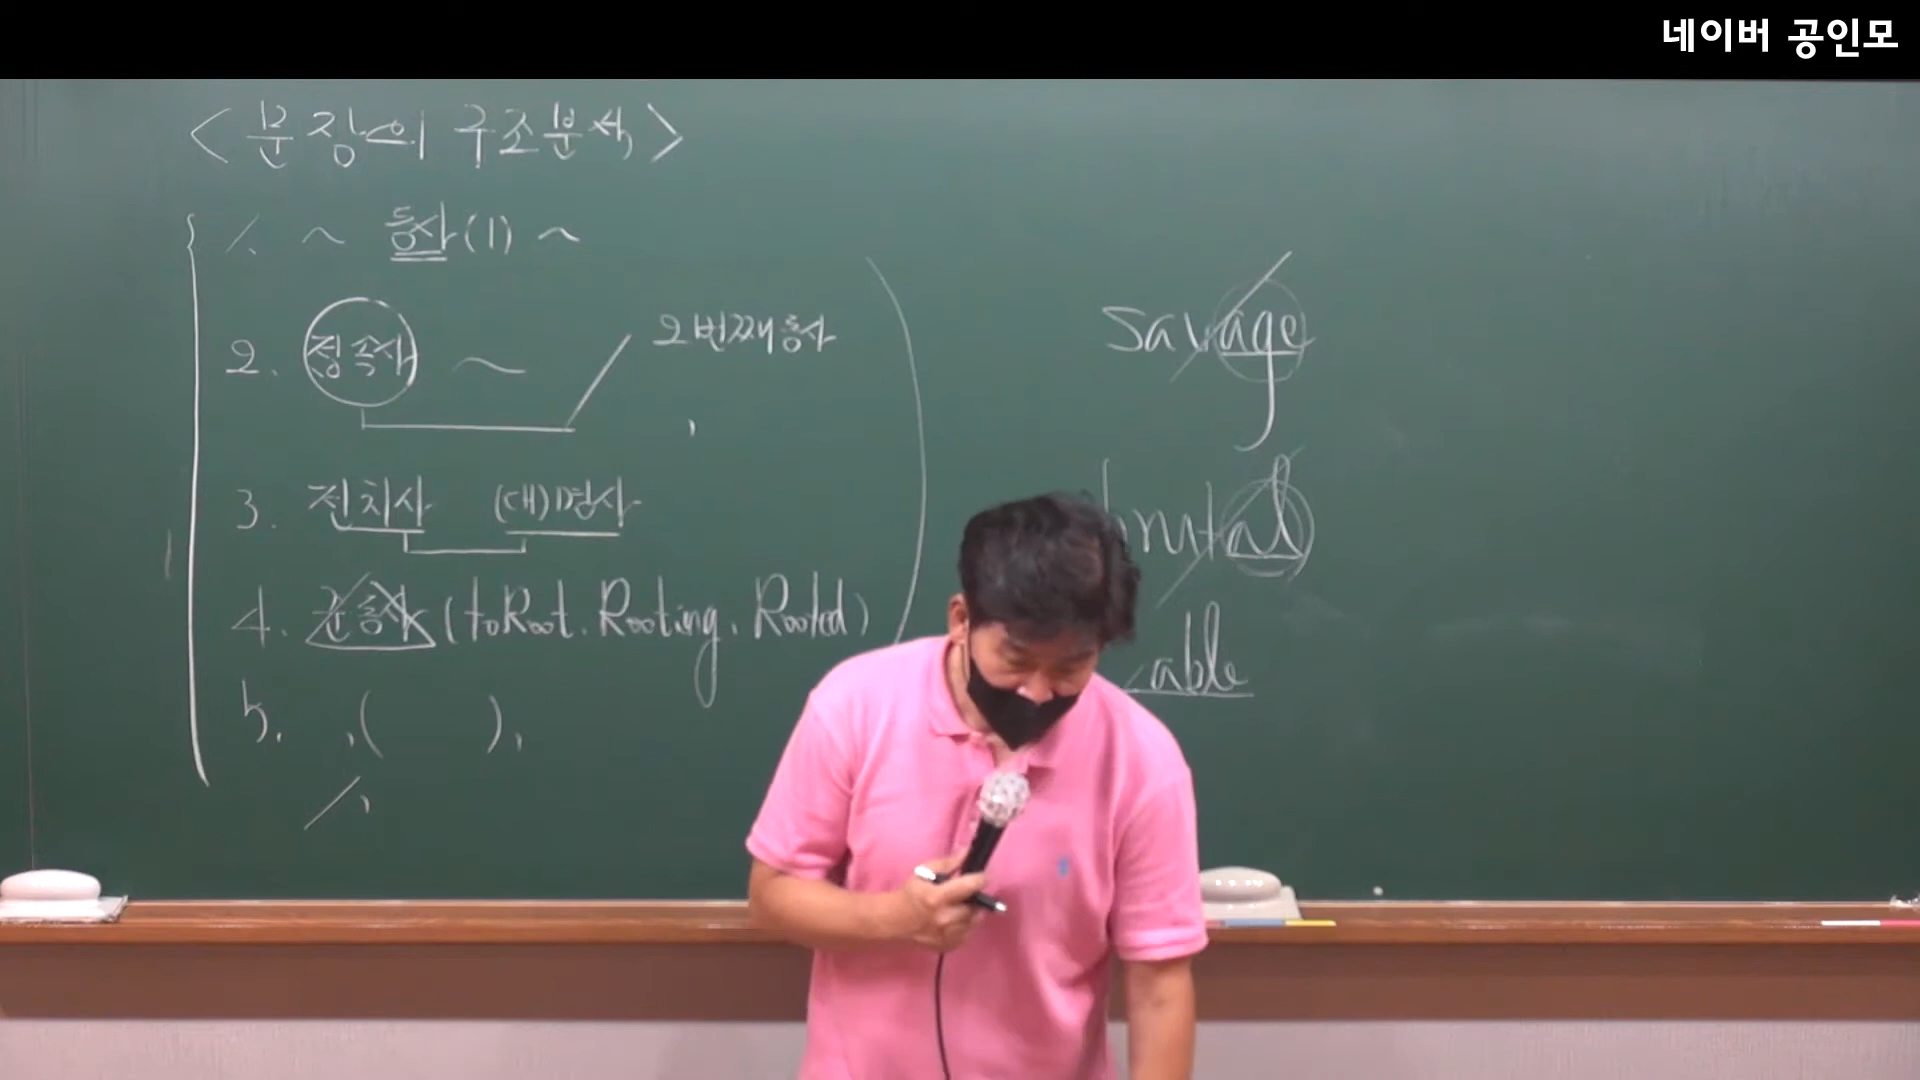 네이버 공인모
<문장의 구조분석>
1. ~ 동사(1) ~
2. 접속사 ~ 2번째 동사
,
3. 전치사 (대)명사
4. 준동사 (to Root. Rooting, Rooted)
5. ,( ),
savage
brutal
able